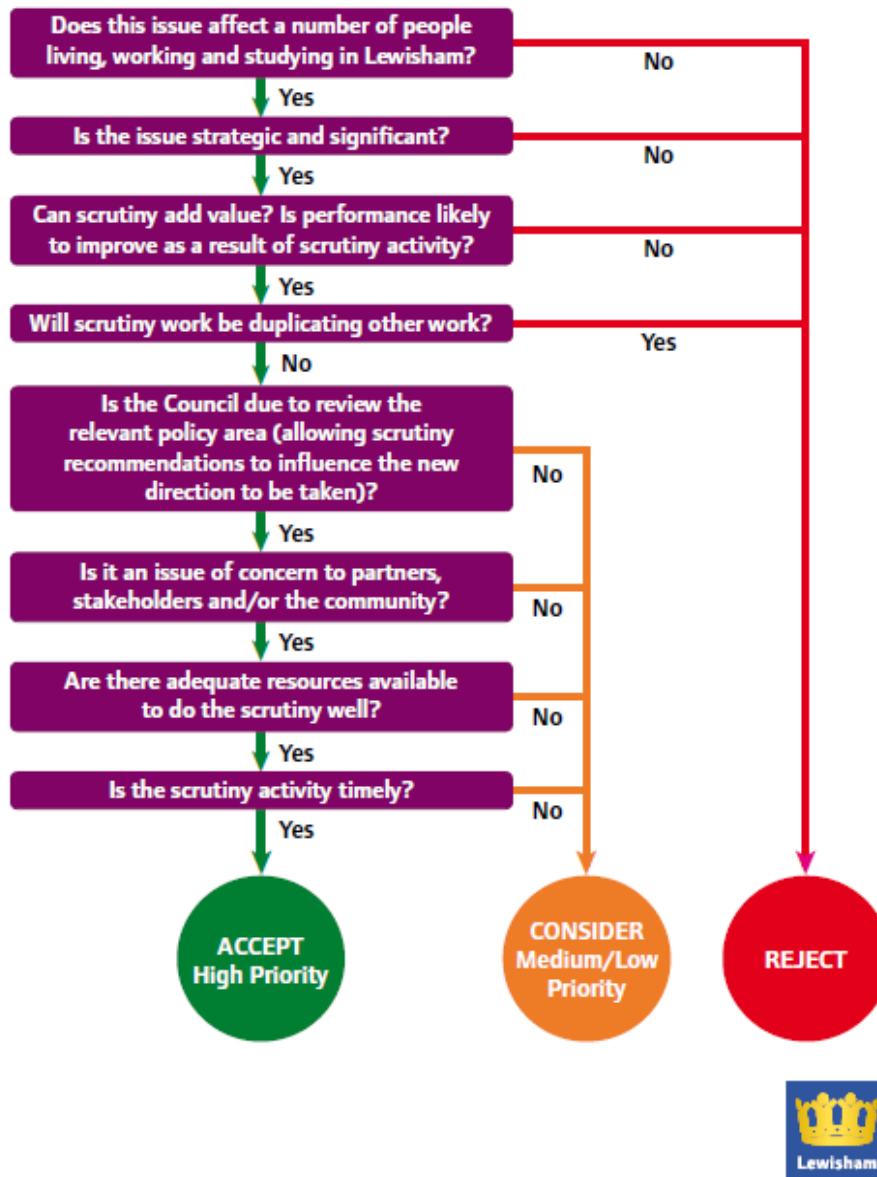 Does this issue affect a number of people
living, working and studying in Lewisham?
No
Yes
Is the issue strategic and significant?
No
Yes
Can scrutiny add value? Is performance likely
to improve as a result of scrutiny activity?
No
Yes
Will scrutiny work be duplicating other work?
Yes
No
Is the Council due to review the
relevant policy area (allowing scrutiny
recommendations to influence the new
direction to be taken)?
No
Yes
Is it an issue of concern to partners,
stakeholders and/or the community?
No
Yes
Are there adequate resources available
to do the scrutiny well?
No
Yes
Is the scrutiny activity timely?
No
Yes
ACCEPT
High Priority
CONSIDER
Medium/Low
Priority
REJECT
Lewisham